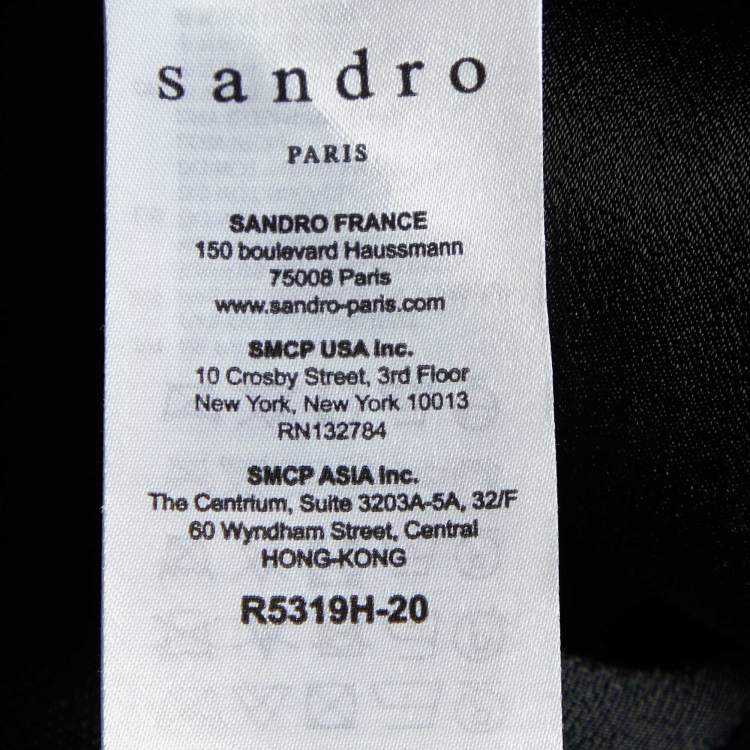 sandro
PARIS
SANDRO FRANCE
150 boulevard Haussmann
75008 Paris
www.sandro-paris.com
SMCP USA Inc.
10 Crosby Street, 3rd Floor
New York, New York 10013
RN132784
SMCP ASIA Inc.
The Centrium, Suite 3203A-5A, 32/F
60 Wyndham Street, Central
HONG-KONG
R5319H-20